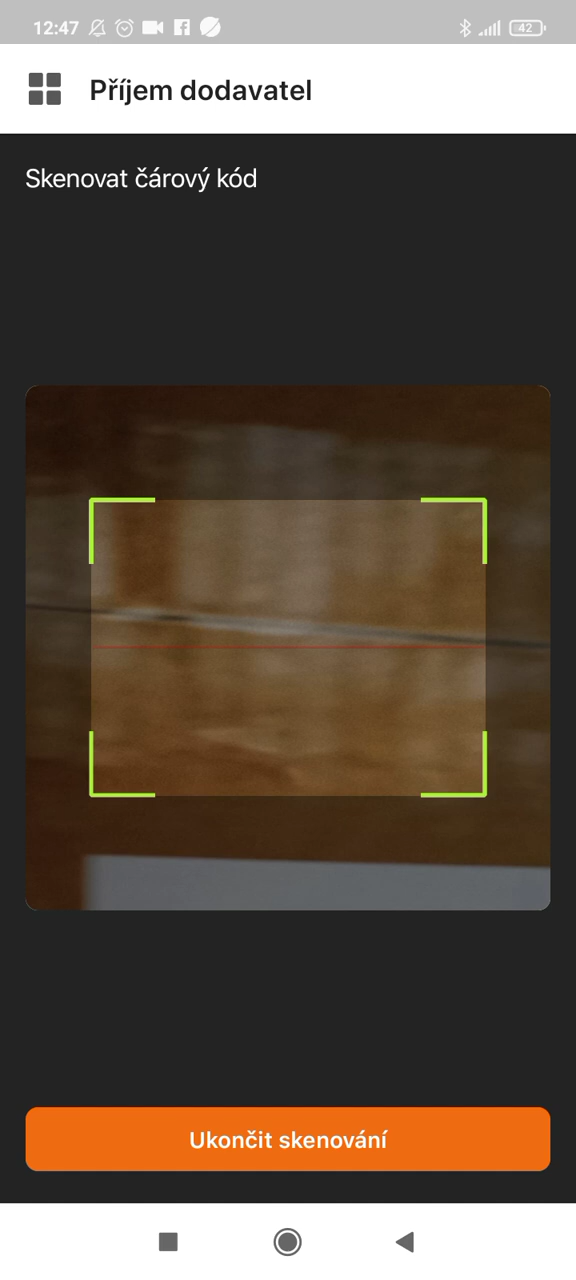 12:47
42
Příjem dodavatel
Skenovat čárový kód
Ukončit skenování